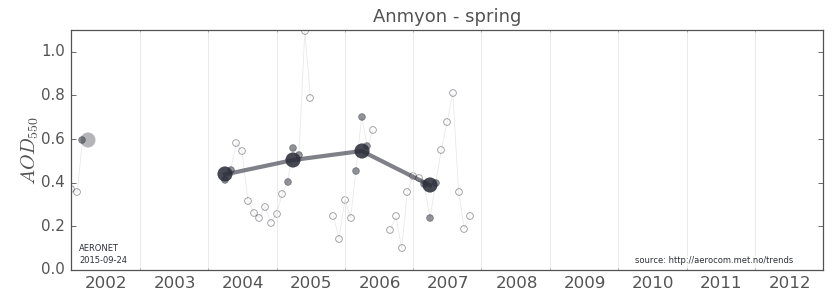 Anmyon - spring
1.0
0.8
0.6
0.4
0.2
0.0
AOD550
AERONET
2015-09-24
source: http://aerocom.met.no/trends
2002 2003 2004 2005 2006 2007 2008 2009 2010 2011 2012